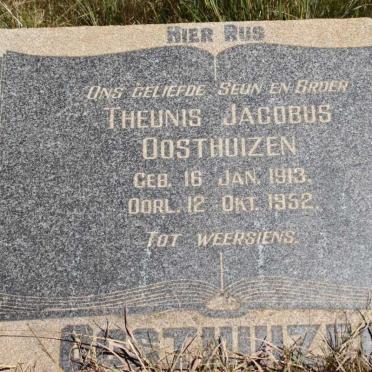 HIER RUS
ONS GELIEFDE SEUN EN BROER
THEUNIS JACOBUS
OOSTHUIZEN
GEB. 16 JAN. 1913.
OORL. 12 OKT. 1952.
TOT WEERSIENS.
OOSTHUIZEN